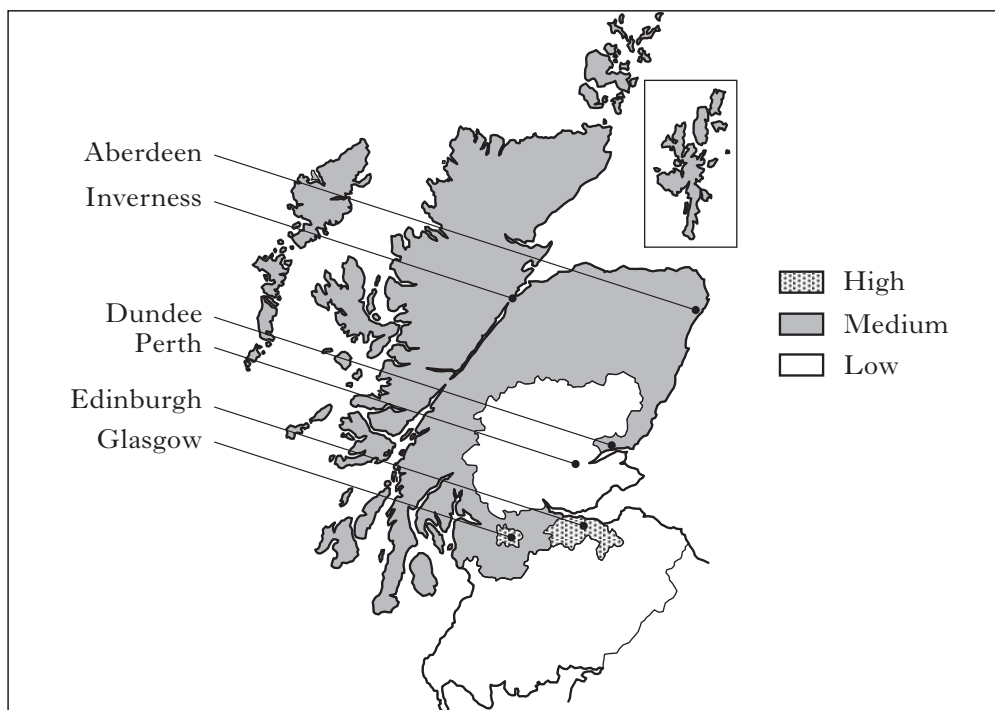 Aberdeen
Inverness
Dundee
Perth
Edinburgh
Glasgow
High
Medium
Low